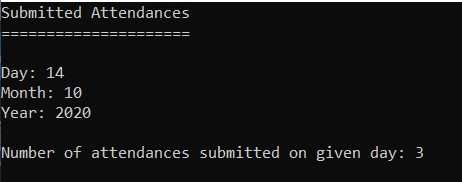 Submitted Attendances
=====================
Day: 14
Month: 10
Year: 2020
Number of attendances submitted on given day: 3